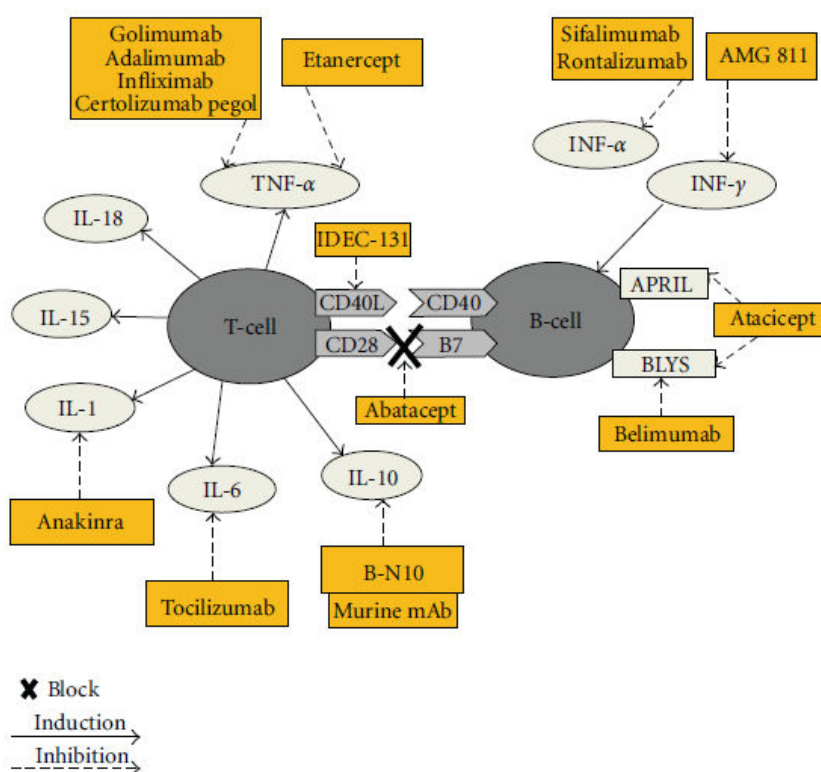 Golimumab
Adalimumab
Infliximab
Certolizumab pegol
Etanercept
Sifalimumab
Rontalizumab
AMG 811
TNF-α
INF-α
INF-γ
IL-18
IDEC-131
IL-15
T-cell
CD40L
CD40
CD28
B7
B-cell
APRIL
Atacicept
BLYS
Abatacept
Belimumab
IL-1
IL-6
IL-10
Anakinra
Tocilizumab
B-N10
Murine mAb
Block
Induction
Inhibition